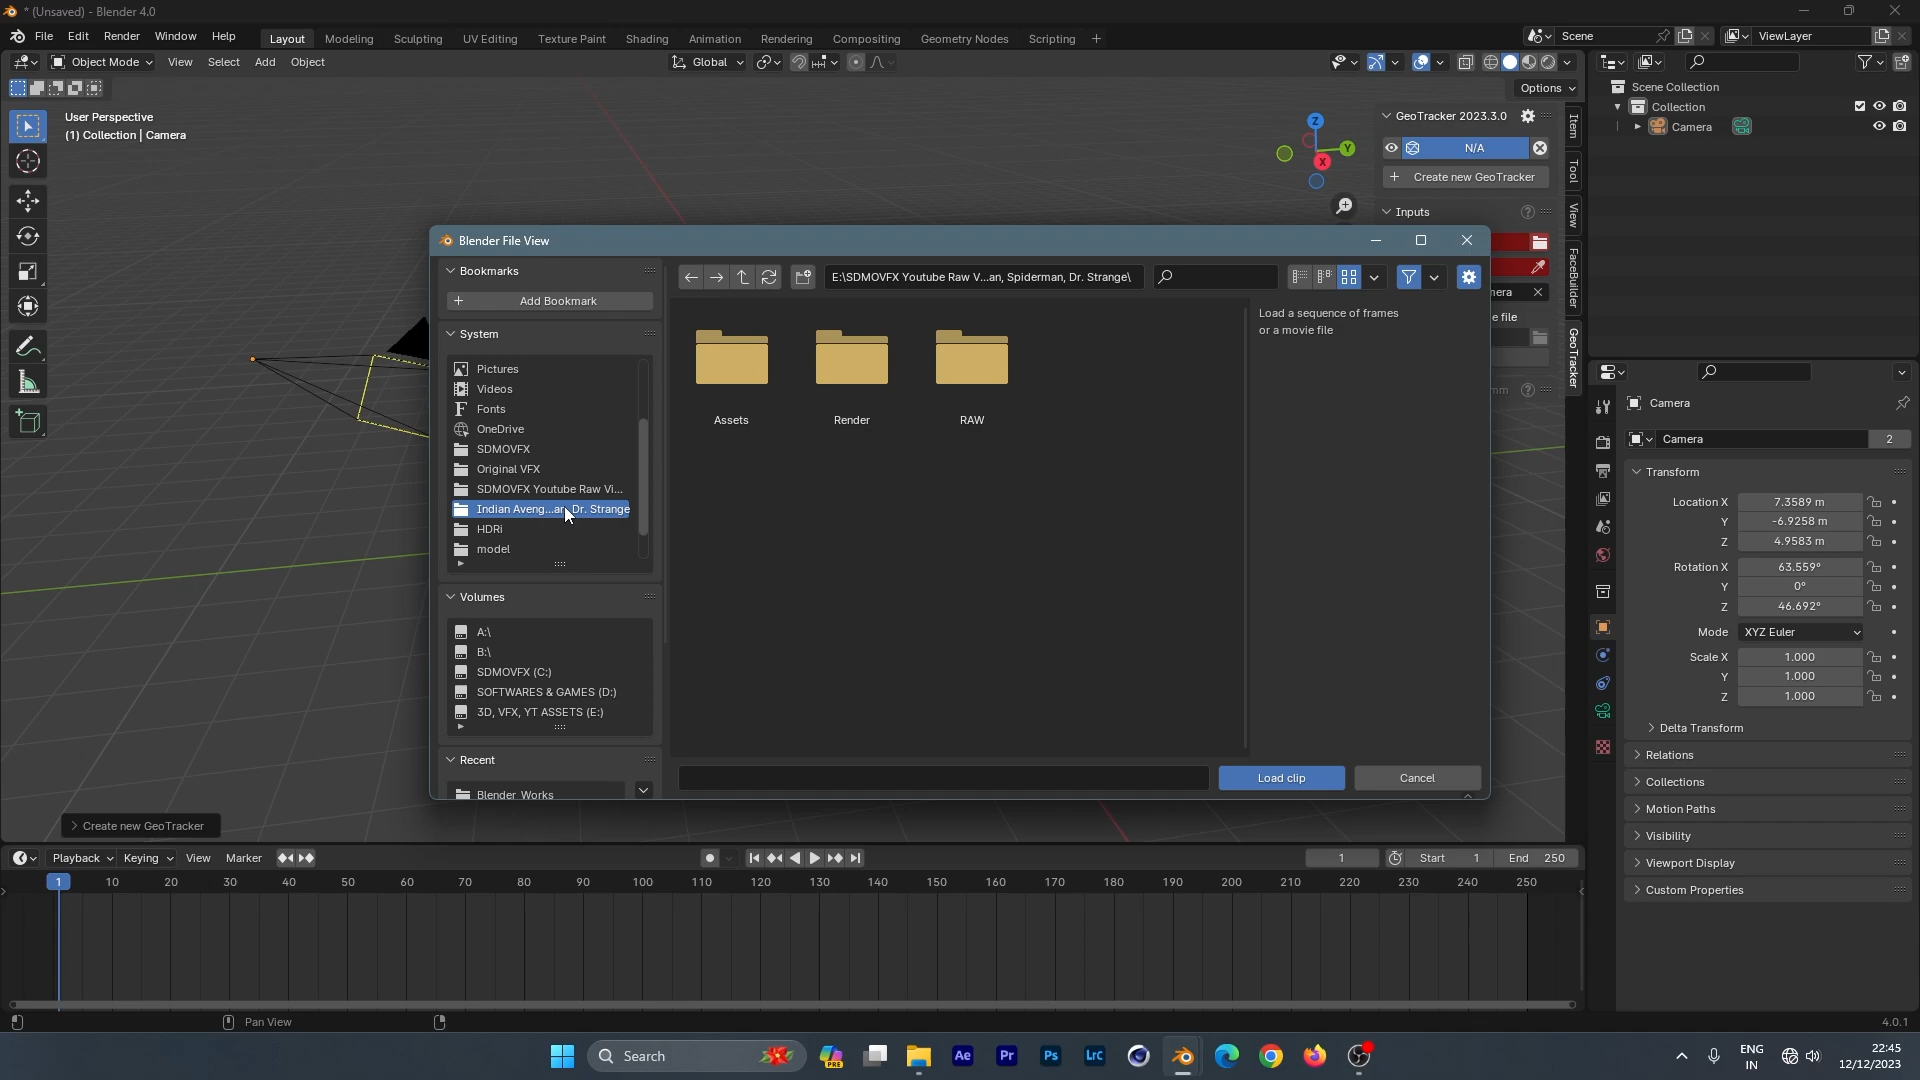 * (Unsaved) - Blender 4.0
File Edit Render Window Help
Layout Modeling Sculpting UV Editing Texture Paint Shading Animation Rendering Compositing Geometry Nodes Scripting +
Scene
ViewLayer
Object Mode View Select Add Object
Global
Options
User Perspective
(1) Collection | Camera
Z
Y
X
GeoTracker 2023.3.0
N/A
+ Create new GeoTracker
Inputs
mera
e file
mm
Item
Tool
View
FaceBuilder
GeoTracker
Scene Collection
Collection
Camera
Blender File View
Bookmarks
+ Add Bookmark
System
Pictures
Videos
Fonts
OneDrive
SDMOVFX
Original VFX
SDMOVFX Youtube Raw Vi...
Indian Aveng...an, Dr. Strange
HDRi
model
Volumes
A:\
B:\
SDMOVFX (C:)
SOFTWARES & GAMES (D:)
3D, VFX, YT ASSETS (E:)
Recent
Blender Works
E:\SDMOVFX Youtube Raw V...an, Spiderman, Dr. Strange\
Assets
Render
RAW
Load a sequence of frames
or a movie file
Load clip
Cancel
Camera
Camera 2
Transform
Location X 7.3589 m
Y -6.9258 m
Z 4.9583 m
Rotation X 63.559°
Y 0°
Z 46.692°
Mode XYZ Euler
Scale X 1.000
Y 1.000
Z 1.000
Delta Transform
Relations
Collections
Motion Paths
Visibility
Viewport Display
Custom Properties
Create new GeoTracker
Playback Keying View Marker
1 Start 1 End 250
1 10 20 30 40 50 60 70 80 90 100 110 120 130 140 150 160 170 180 190 200 210 220 230 240 250
Pan View
4.0.1
Search
PRE
Ae
Pr
Ps
LrC
ENG
IN
22:45
12/12/2023